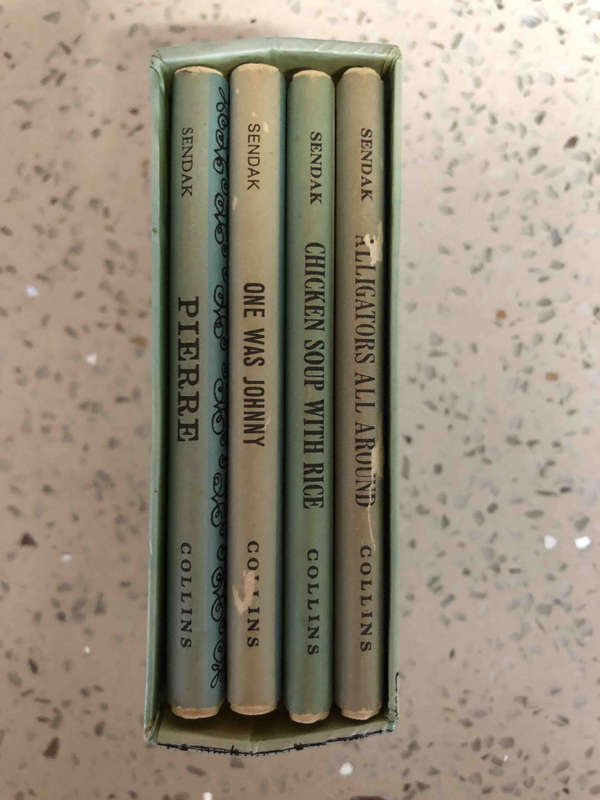 SENDAK PIERRE COLLINS
SENDAK ONE WAS JOHNNY COLLINS
SENDAK CHICKEN SOUP WITH RICE COLLINS
SENDAK ALLIGATORS ALL AROUND COLLINS